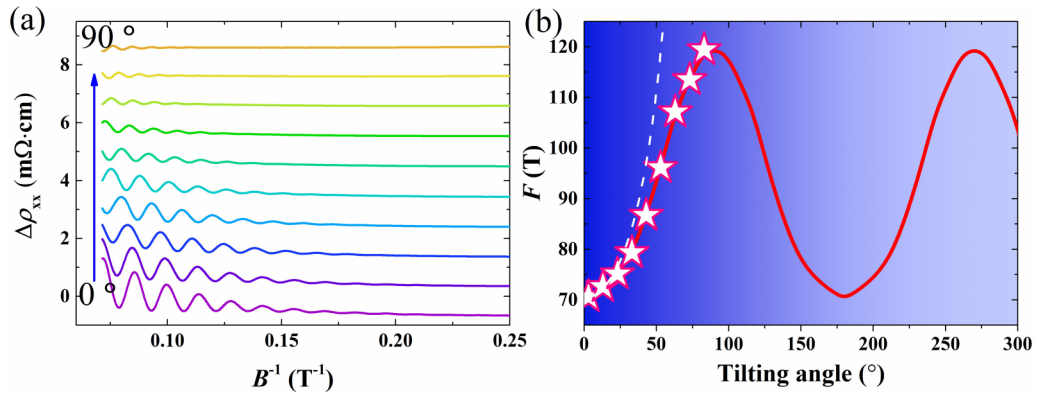 (a)
90 °
0 °
8
6
4
2
0
Δρxx (mΩ·cm)
0.10 0.15 0.20 0.25
B-1 (T-1)
(b)
120
110
100
90
80
70
F (T)
0 50 100 150 200 250 300
Tilting angle (°)